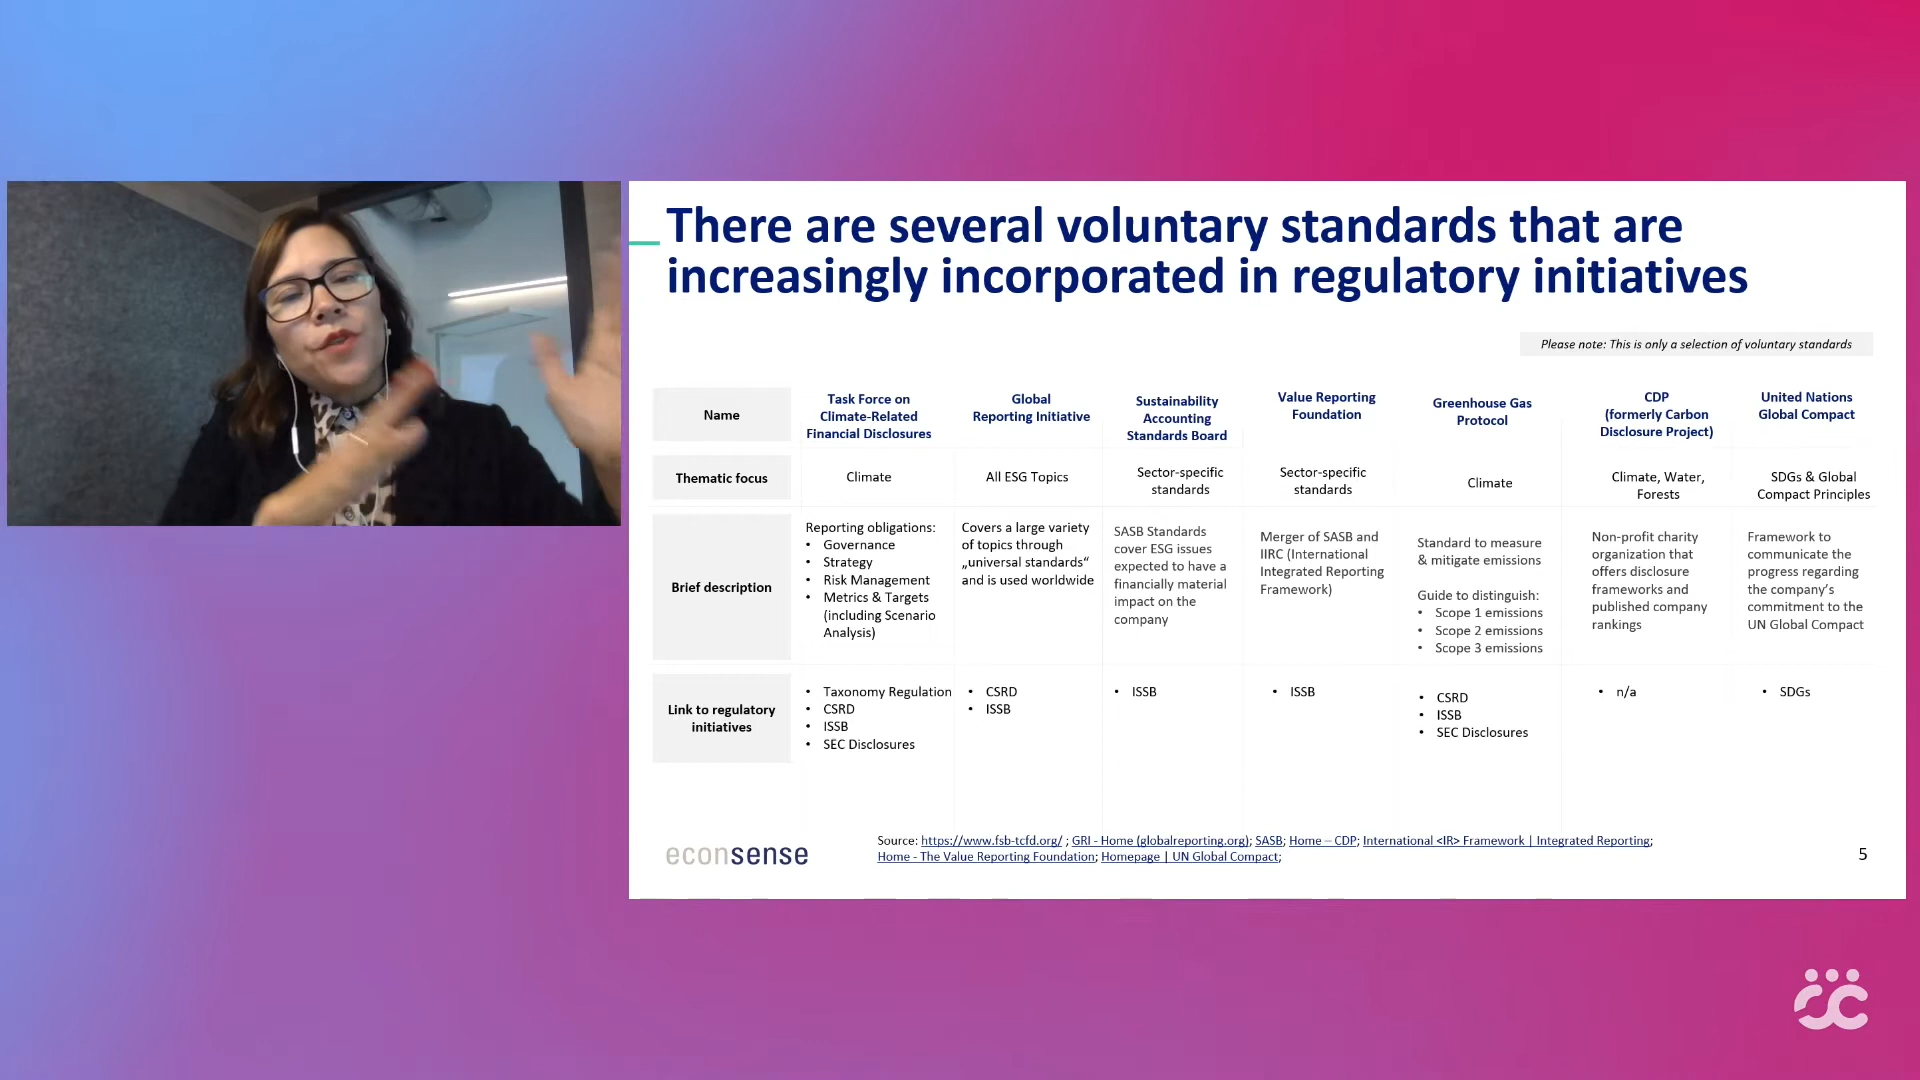 There are several voluntary standards that are
increasingly incorporated in regulatory initiatives
Please note: This is only a selection of voluntary standards
Name
Task Force on
Climate-Related
Financial Disclosures
Global
Reporting Initiative
Sustainability
Accounting
Standards Board
Value Reporting
Foundation
Greenhouse Gas
Protocol
CDP
(formerly Carbon
Disclosure Project)
United Nations
Global Compact
Thematic focus
Climate
All ESG Topics
Sector-specific
standards
Sector-specific
standards
Climate
Climate, Water,
Forests
SDGs & Global
Compact Principles
Brief description
Reporting obligations:
• Governance
• Strategy
• Risk Management
• Metrics & Targets
(including Scenario
Analysis)
Covers a large variety
of topics through
„universal standards“
and is used worldwide
SASB Standards
cover ESG issues
expected to have a
financially material
impact on the
company
Merger of SASB and
IIRC (International
Integrated Reporting
Framework)
Standard to measure
& mitigate emissions
Guide to distinguish:
• Scope 1 emissions
• Scope 2 emissions
• Scope 3 emissions
Non-profit charity
organization that
offers disclosure
frameworks and
published company
rankings
Framework to
communicate the
progress regarding
the company’s
commitment to the
UN Global Compact
Link to regulatory
initiatives
• Taxonomy Regulation
• CSRD
• ISSB
• SEC Disclosures
• CSRD
• ISSB
• ISSB
• ISSB
• CSRD
• ISSB
• SEC Disclosures
• n/a
• SDGs
econsense
Source: https://www.fsb-tcfd.org/ ; GRI - Home (globalreporting.org); SASB; Home – CDP; International <IR> Framework | Integrated Reporting;
Home - The Value Reporting Foundation; Homepage | UN Global Compact;
5